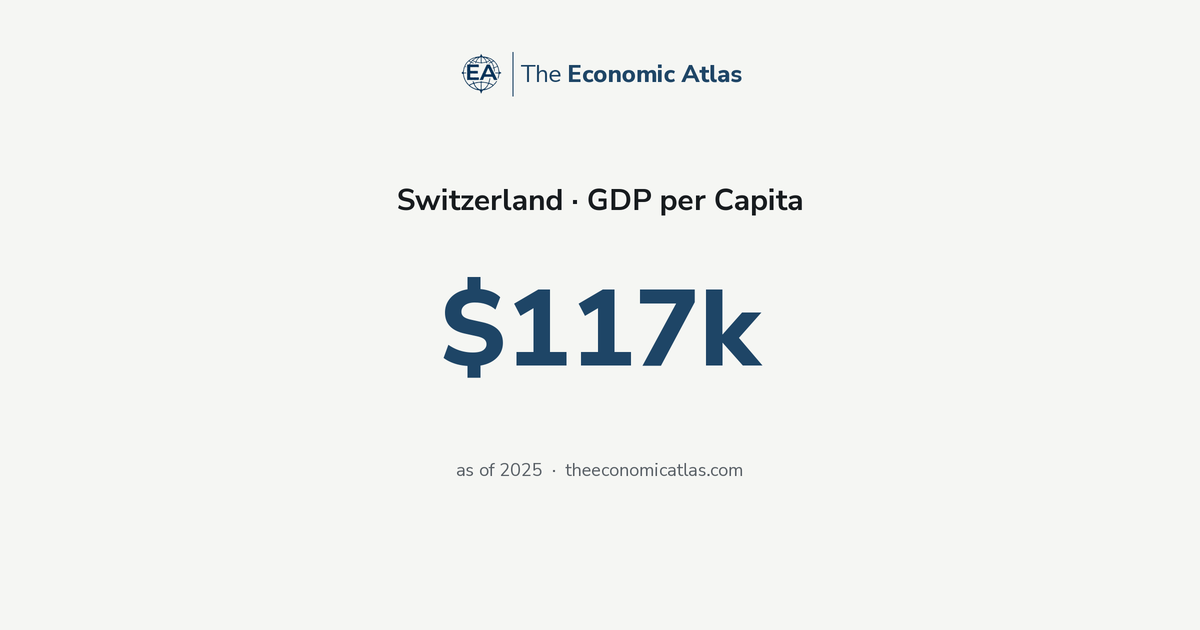 EA The Economic Atlas
Switzerland · GDP per Capita
$117k
as of 2025 · theeconomicatlas.com